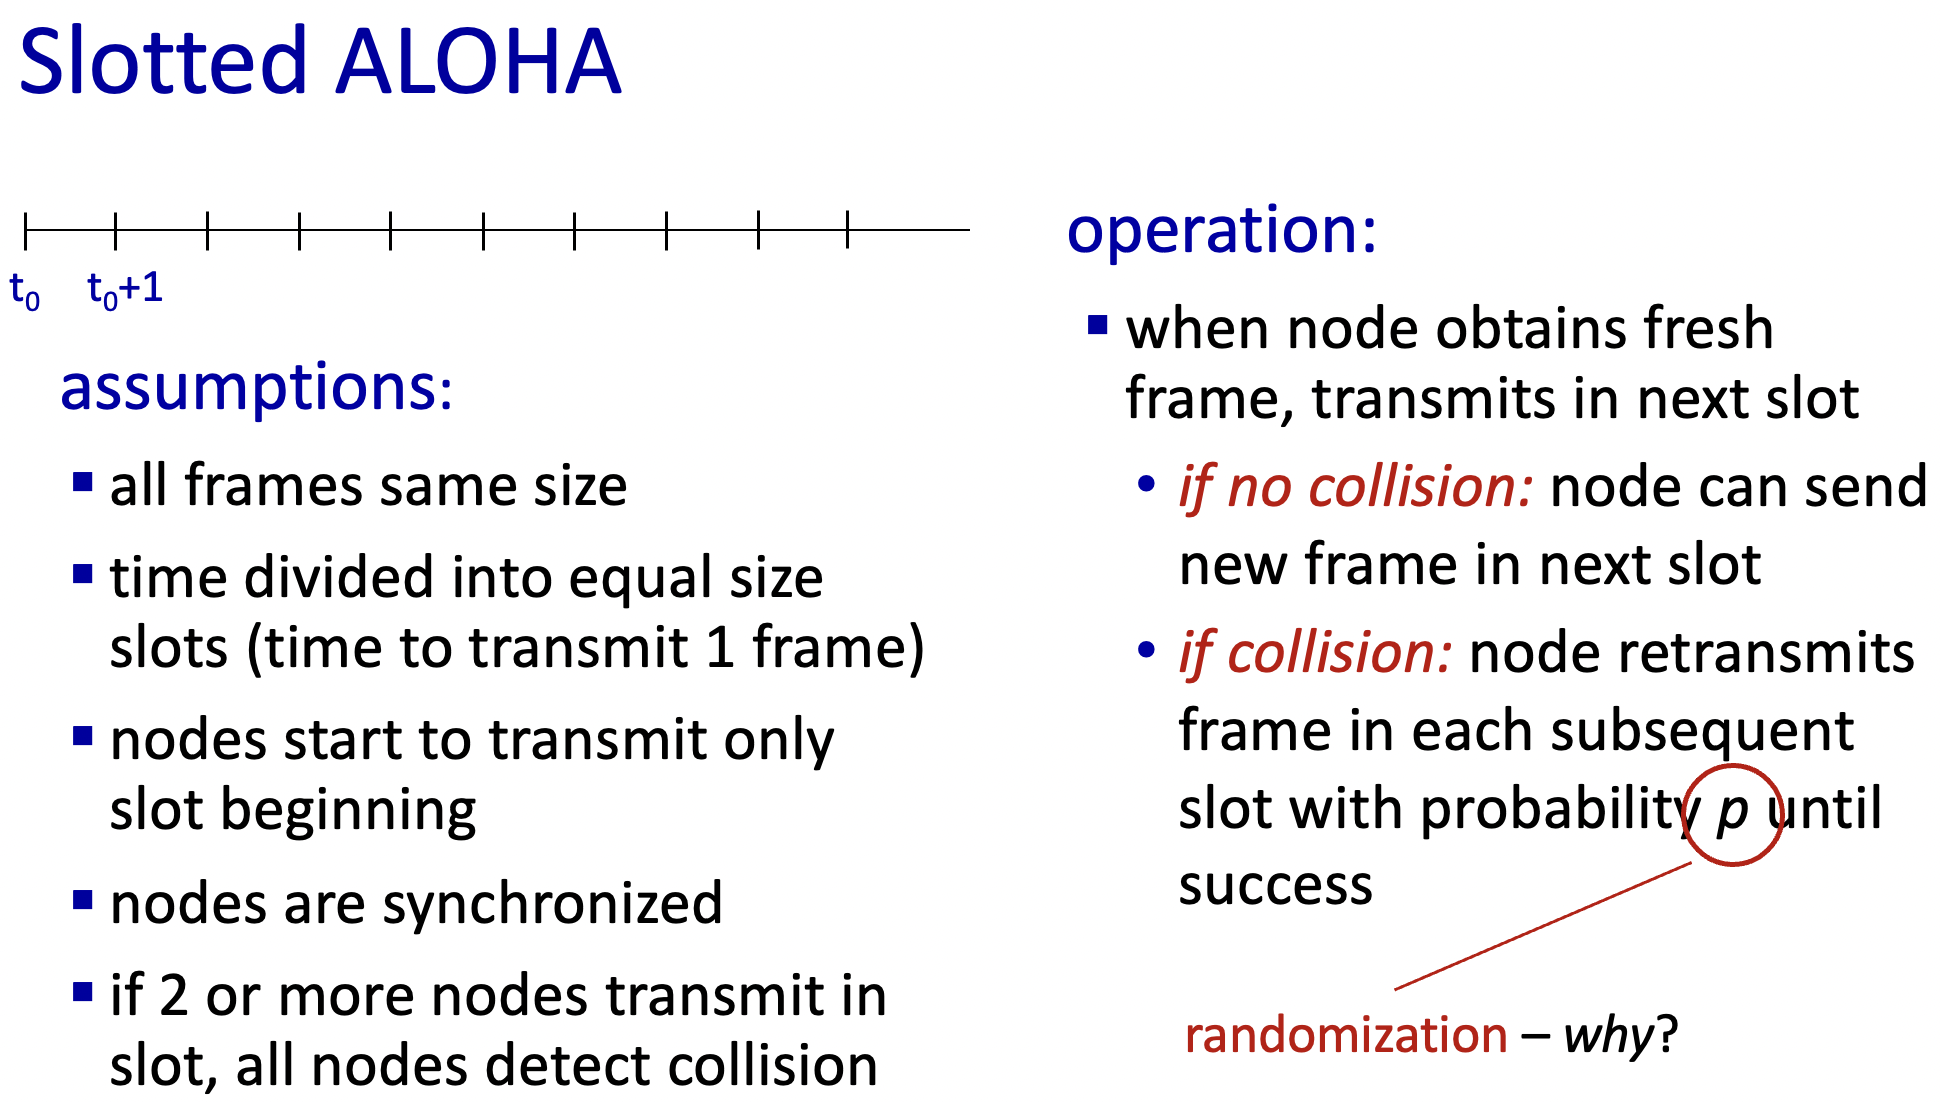 Slotted ALOHA
t0
t0+1
assumptions:
▪ all frames same size
▪ time divided into equal size
slots (time to transmit 1 frame)
▪ nodes start to transmit only
slot beginning
▪ nodes are synchronized
▪ if 2 or more nodes transmit in
slot, all nodes detect collision
operation:
▪ when node obtains fresh
frame, transmits in next slot
• if no collision: node can send
new frame in next slot
• if collision: node retransmits
frame in each subsequent
slot with probability p until
success
randomization – why?